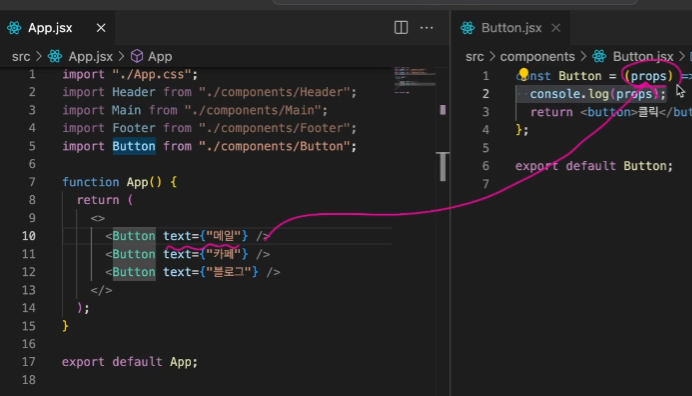 App.jsx
src > App.jsx > App
1 import "./App.css";
2 import Header from "./components/Header";
3 import Main from "./components/Main";
4 import Footer from "./components/Footer";
5 import Button from "./components/Button";
6
7 function App() {
8 return (
9 <>
10 <Button text={"메일"} />
11 <Button text={"카페"} />
12 <Button text={"블로그"} />
13 </>
14 );
15 }
16
17 export default App;
18
Button.jsx
src > components > Button.jsx >
1 const Button = (props) =>
2 console.log(props);
3 return <button>클릭</bu
4 };
5
6 export default Button;
7